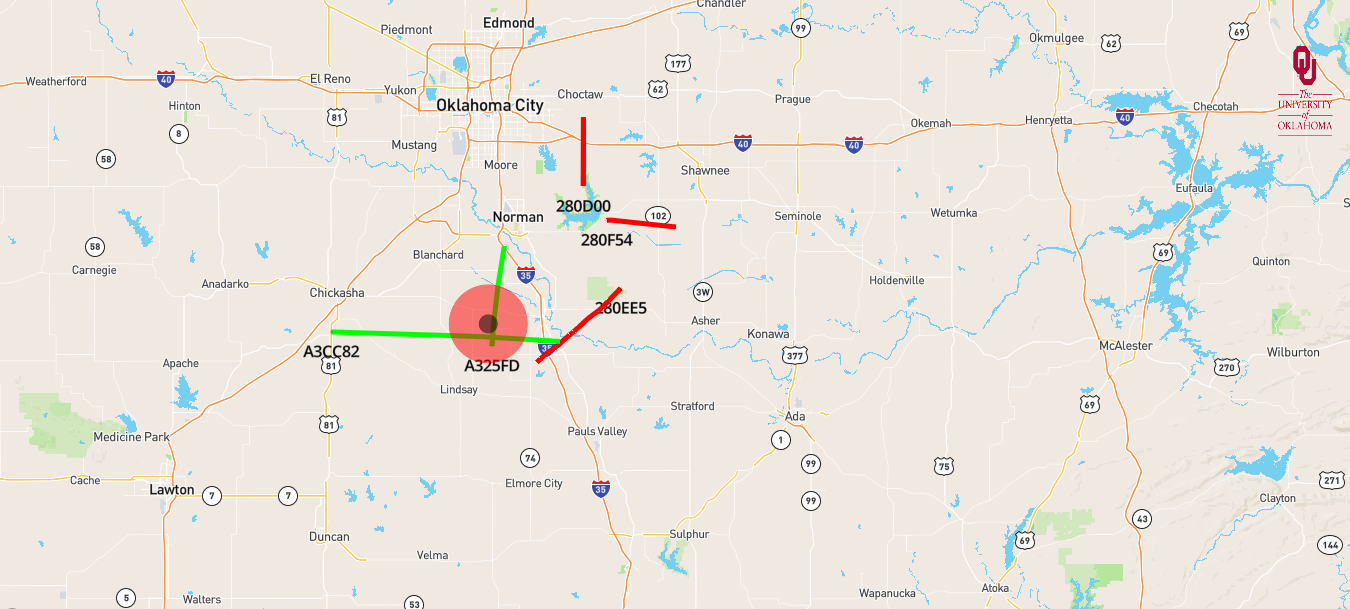 Chandler
Edmond
Piedmont
99
69
Okmulgee
62
177
Weatherford
40
El Reno
Yukon
62
Choctaw
Hinton
Oklahoma City
Prague
Checotah
81
Okemah
Henryetta
40
The
UNIVERSITY
of
OKLAHOMA
8
Mustang
40
40
58
Moore
Shawnee
Eufaula
280D00
Norman
102
Seminole
Wetumka
280F54
58
Blanchard
69
Carnegie
35
Quinton
Anadarko
Chickasha
3W
Holdenville
280EE5
Asher
Konawa
A3CC82
35
McAlester
Wilburton
Apache
81
A325FD
377
270
Lindsay
Stratford
69
Ada
81
Pauls Valley
Medicine Park
1
74
99
75
Cache
Elmore City
Lawton
7
7
35
99
271
Clayton
43
Duncan
Sulphur
69
144
Velma
Atoka
Wapanucka
5
Walters
53